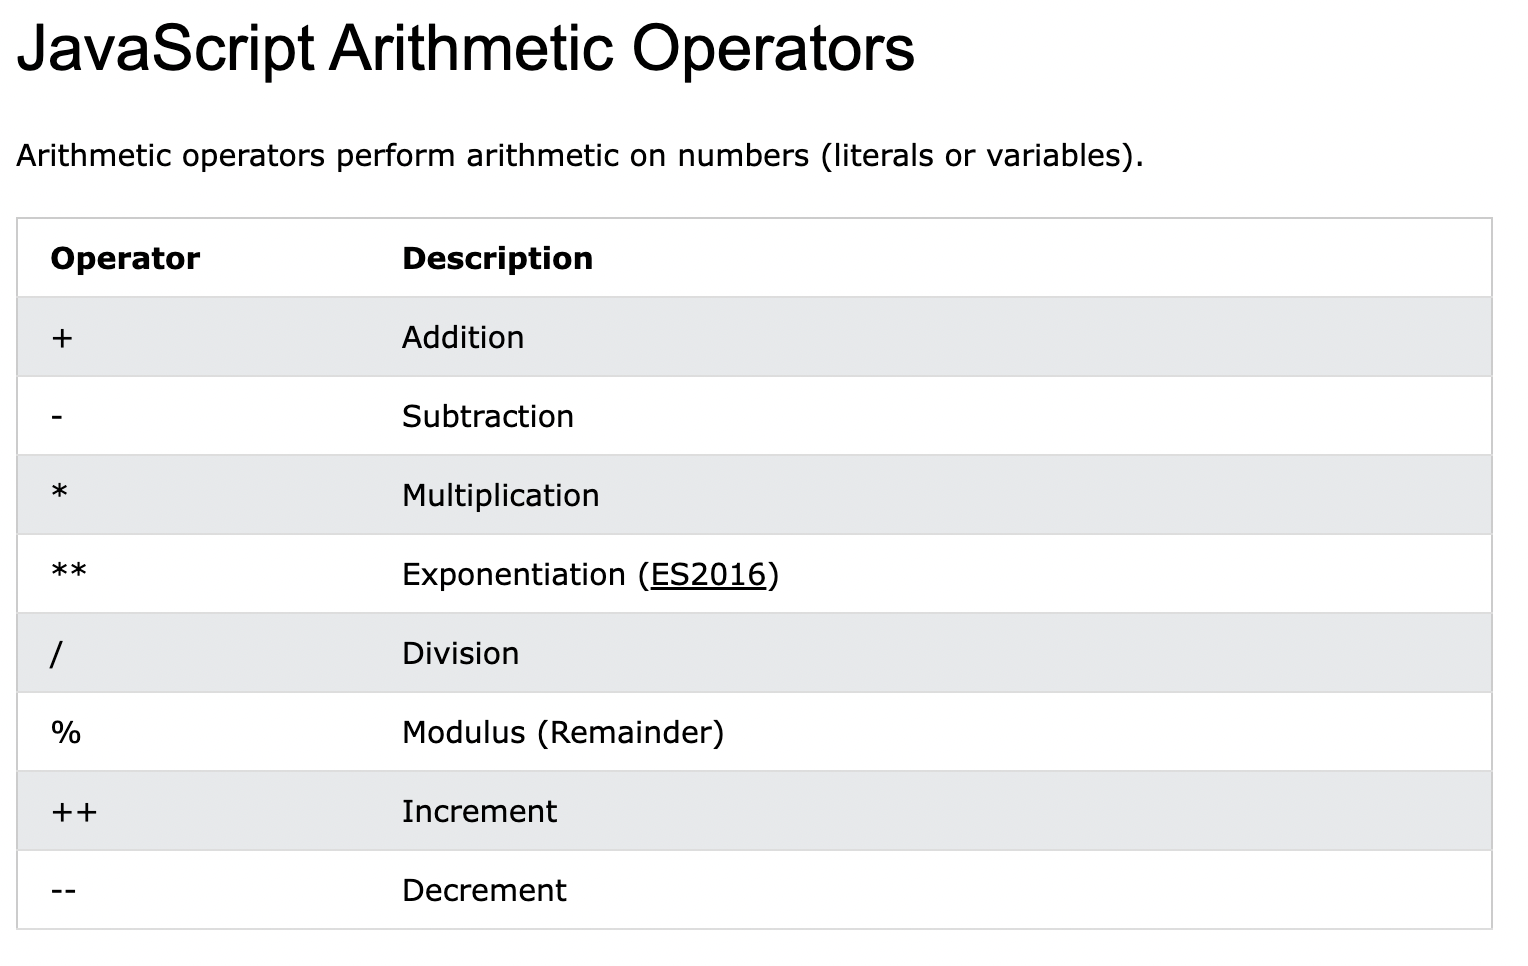 JavaScript Arithmetic Operators
Arithmetic operators perform arithmetic on numbers (literals or variables).
Operator Description
+ Addition
- Subtraction
* Multiplication
** Exponentiation (ES2016)
/ Division
% Modulus (Remainder)
++ Increment
-- Decrement